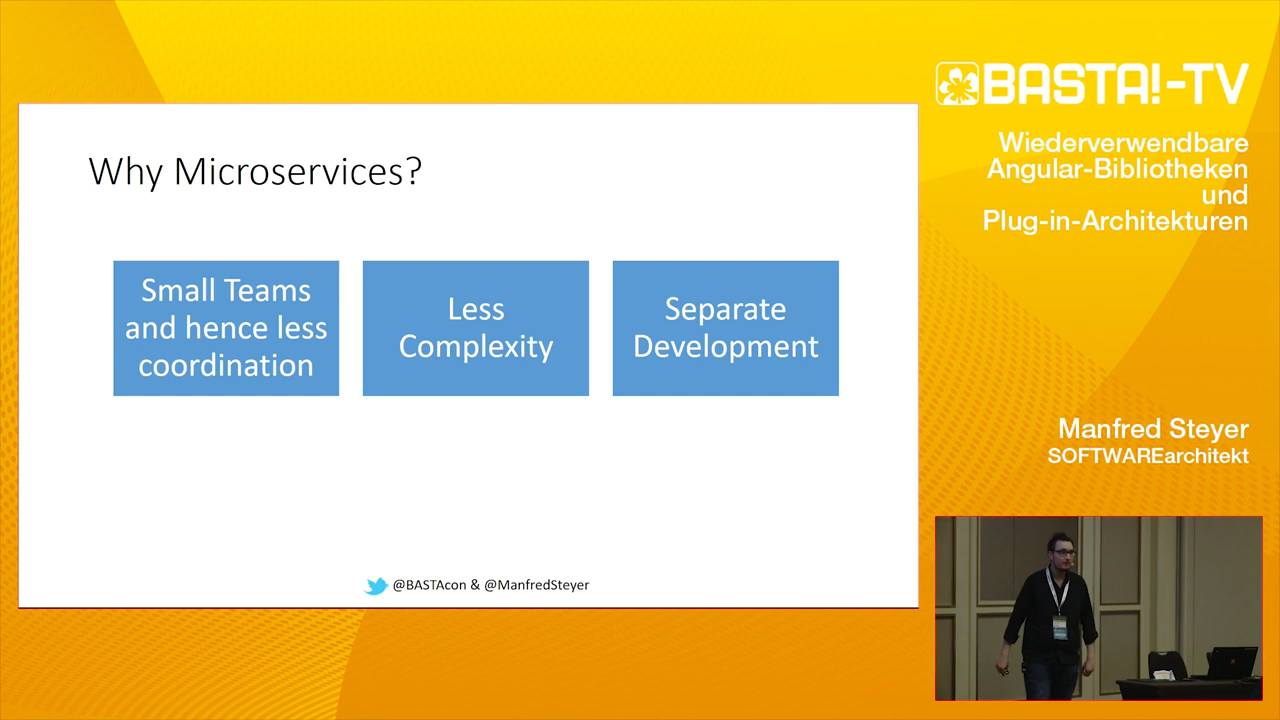 BASTA!-TV
Wiederverwendbare
Angular-Bibliotheken
und
Plug-in-Architekturen
Why Microservices?
Small Teams
and hence less
coordination
Less
Complexity
Separate
Development
Manfred Steyer
SOFTWAREarchitekt
@BASTAcon & @ManfredSteyer